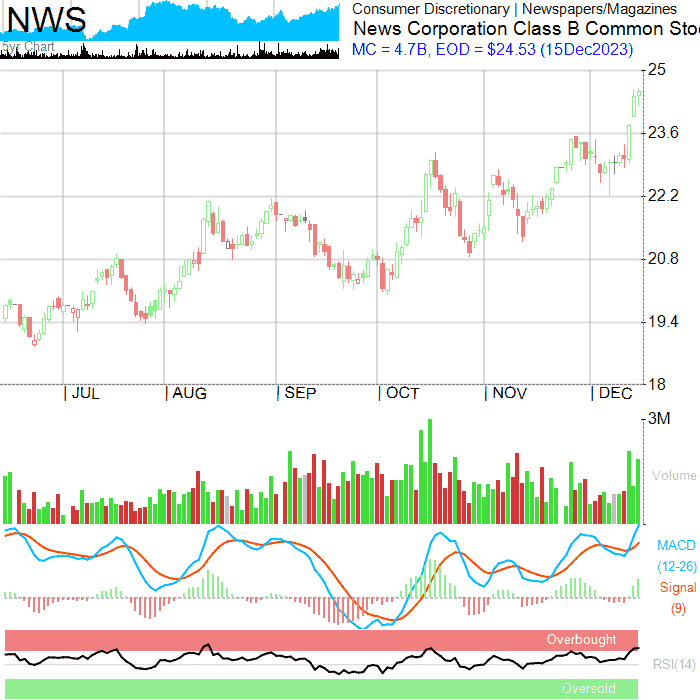 NWS
5yr Chart
Consumer Discretionary | Newspapers/Magazines
News Corporation Class B Common Sto
MC = 4.7B, EOD = $24.53 (15Dec2023)
25
23.6
22.2
20.8
19.4
18
JUL AUG SEP OCT NOV DEC
3M
Volume
MACD
(12-26)
Signal
(9)
Overbought
RSI(14)
Oversold